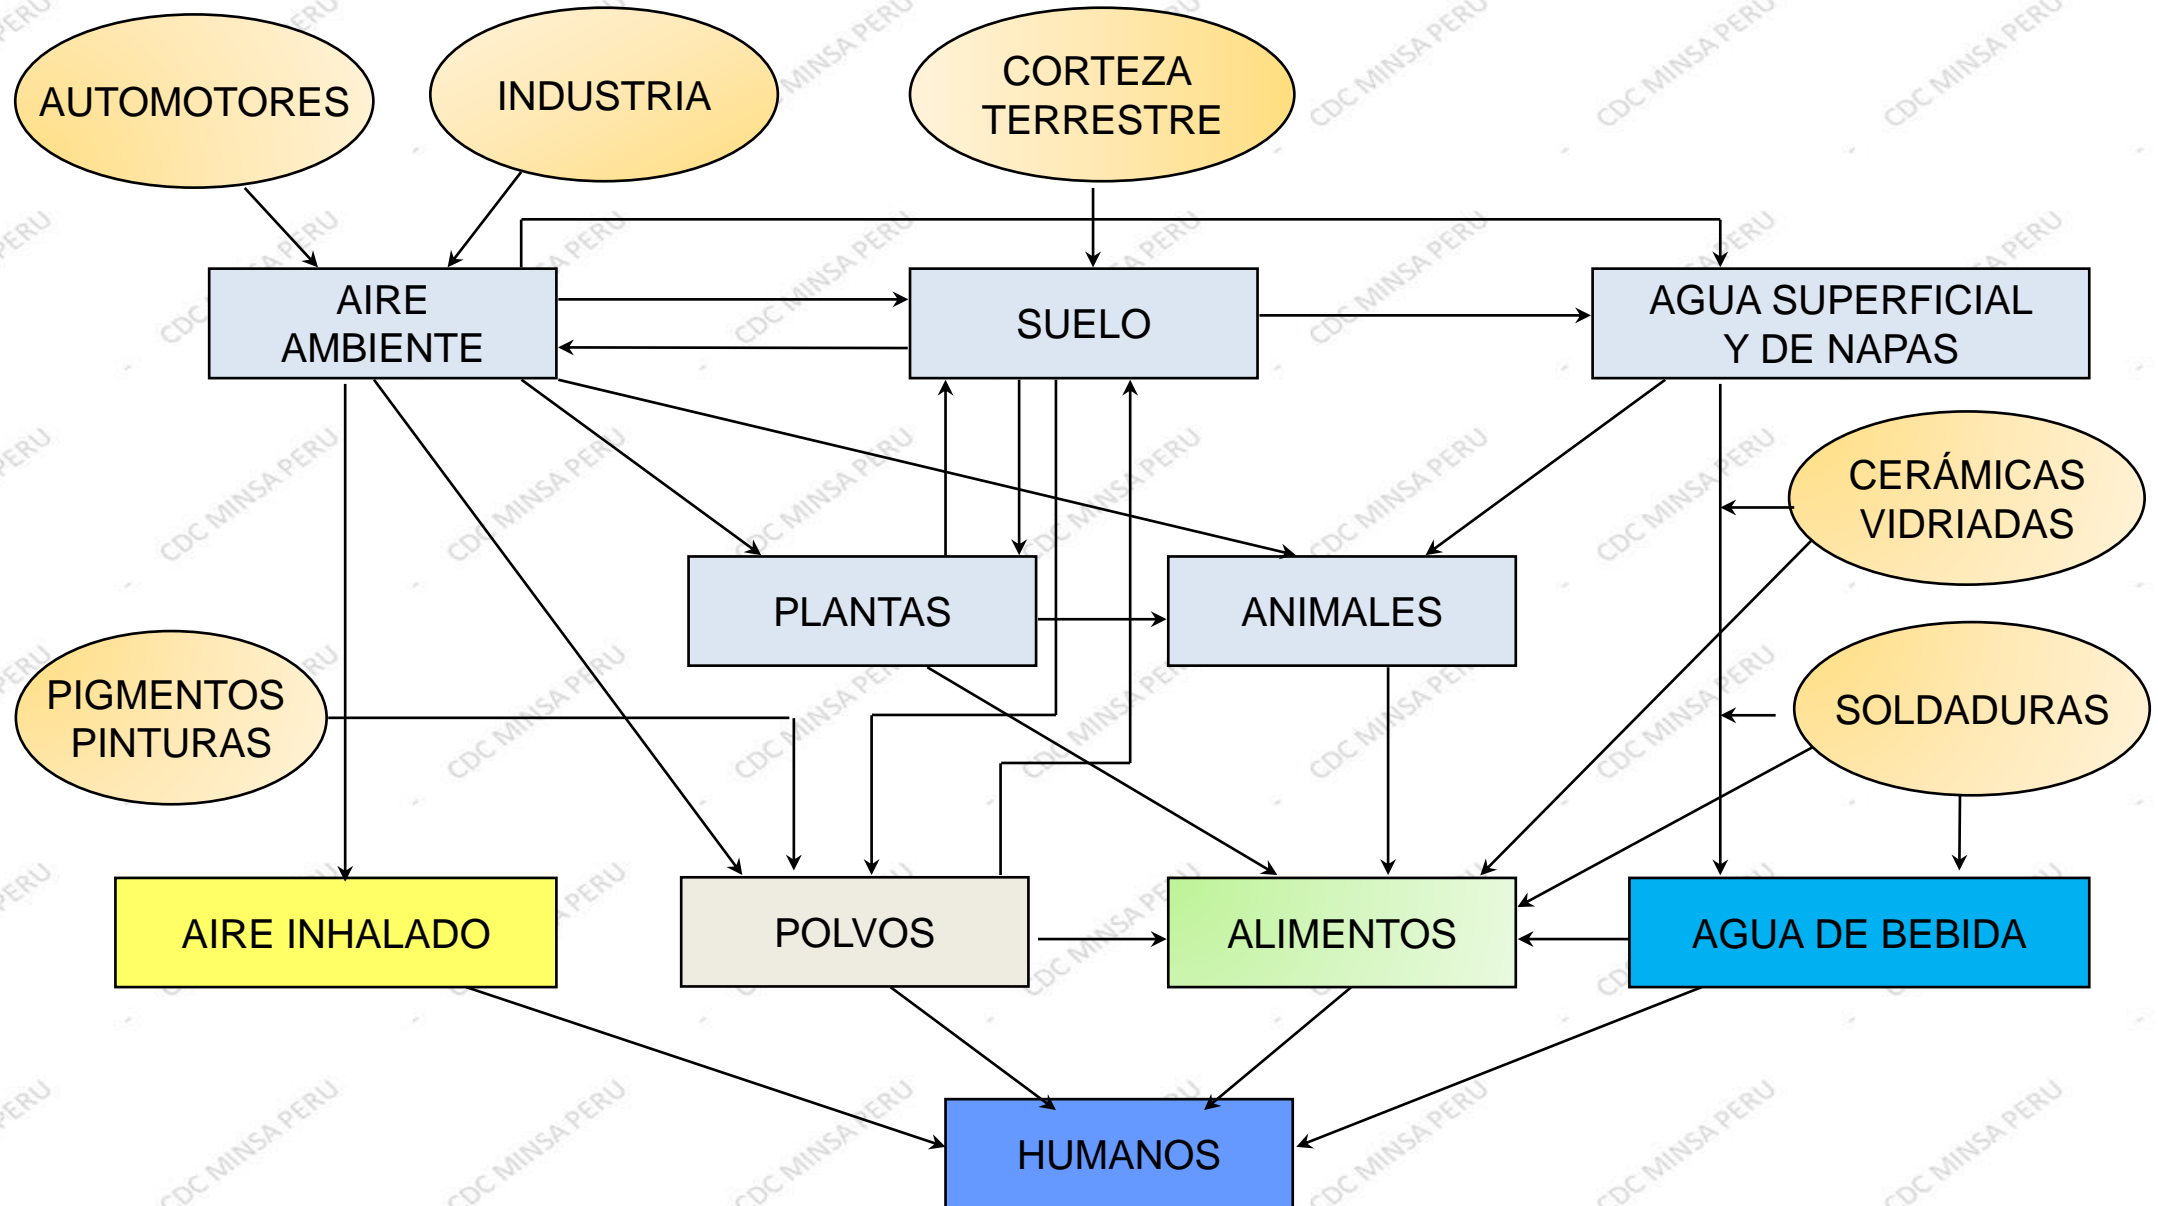 AUTOMOTORES
INDUSTRIA
CORTEZA
TERRESTRE
AIRE
AMBIENTE
SUELO
AGUA SUPERFICIAL
Y DE NAPAS
CERÁMICAS
VIDRIADAS
PLANTAS
ANIMALES
PIGMENTOS
PINTURAS
SOLDADURAS
AIRE INHALADO
POLVOS
ALIMENTOS
AGUA DE BEBIDA
HUMANOS
CDC MINSA PERU